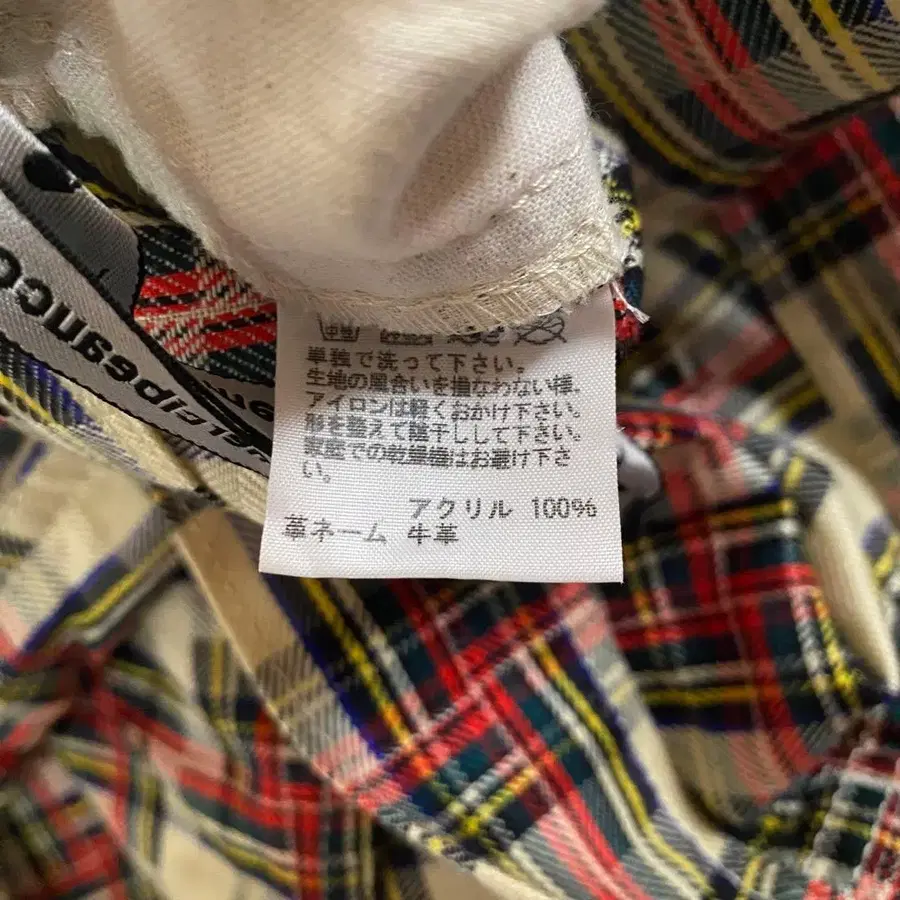 単独で洗って下さい。
生地の風合いを損なわない様、
アイロンは軽くおかけ下さい。
形を整えて陰干しして下さい。
家庭での乾燥機はお避け下さ
い。
アクリル 100%
革ネーム 牛革